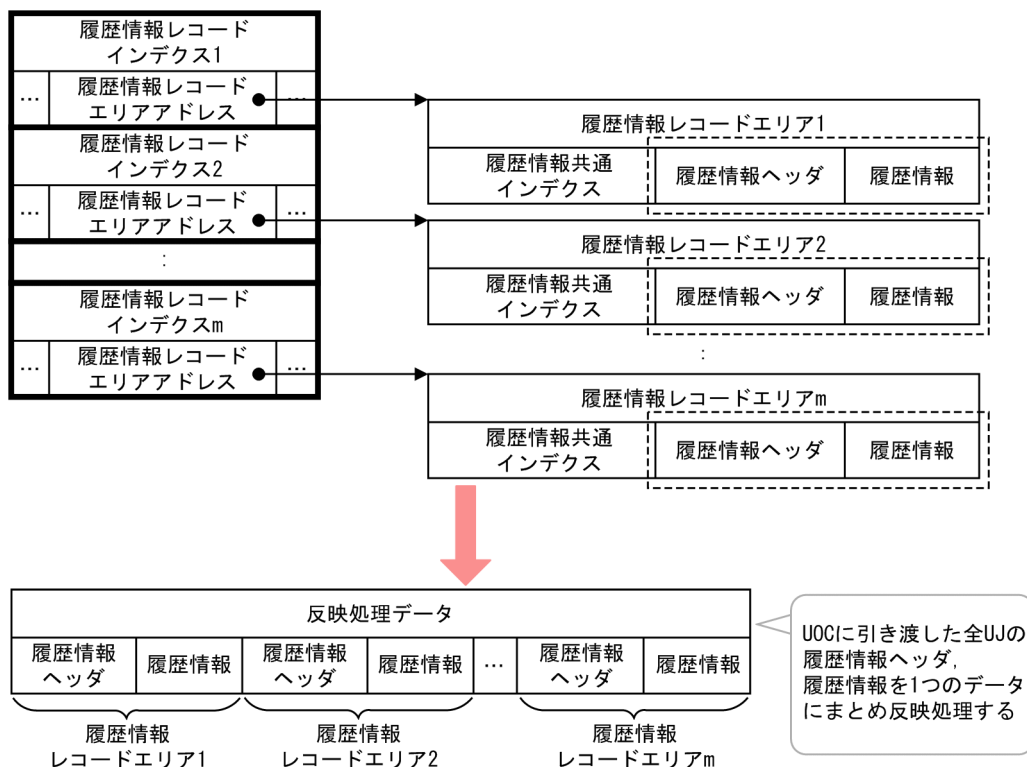 履歴情報レコード
インデクス1
…
履歴情報レコード
エリアアドレス
…
履歴情報レコード
インデクス2
…
履歴情報レコード
エリアアドレス
…
:
履歴情報レコード
インデクスm
…
履歴情報レコード
エリアアドレス
…
履歴情報レコードエリア1
履歴情報共通
インデクス
履歴情報ヘッダ
履歴情報
履歴情報レコードエリア2
履歴情報共通
インデクス
履歴情報ヘッダ
履歴情報
:
履歴情報レコードエリアm
履歴情報共通
インデクス
履歴情報ヘッダ
履歴情報
反映処理データ
履歴情報
ヘッダ
履歴情報
履歴情報
ヘッダ
履歴情報
…
履歴情報
ヘッダ
履歴情報
履歴情報
レコードエリア1
履歴情報
レコードエリア2
履歴情報
レコードエリアm
UOCに引き渡した全UJの
履歴情報ヘッダ,
履歴情報を1つのデータ
にまとめ反映処理する